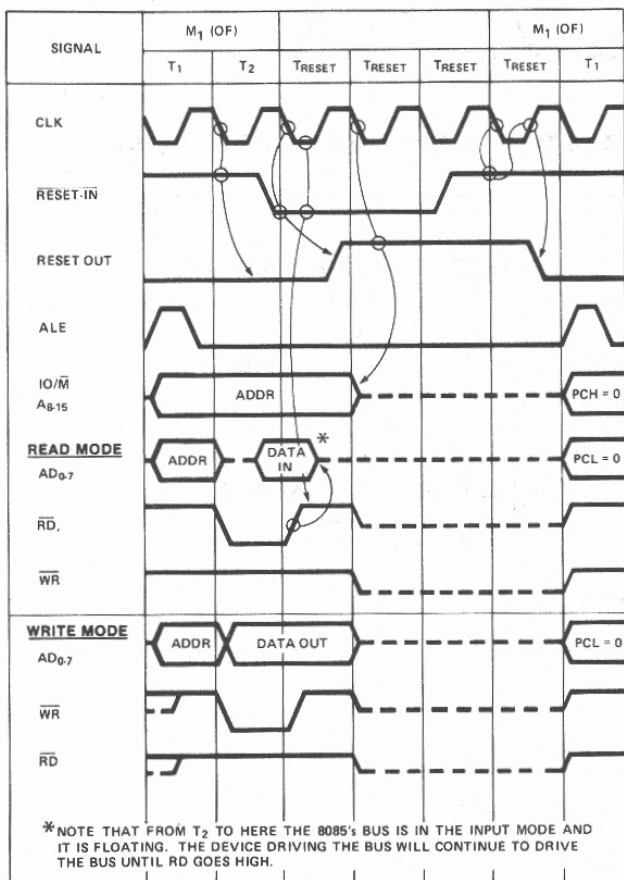 SIGNAL
M1 (OF)
M1 (OF)
T1
T2
TRESET
TRESET
TRESET
TRESET
T1
CLK
RESET-IN
RESET OUT
ALE
IO/M
A8-15
ADDR
PCH = 0
READ MODE
AD0-7
ADDR
DATA
IN
*
PCL = 0
RD,
WR
WRITE MODE
AD0-7
ADDR
DATA OUT
PCL = 0
WR
RD
*NOTE THAT FROM T2 TO HERE THE 8085's BUS IS IN THE INPUT MODE AND
IT IS FLOATING. THE DEVICE DRIVING THE BUS WILL CONTINUE TO DRIVE
THE BUS UNTIL RD GOES HIGH.